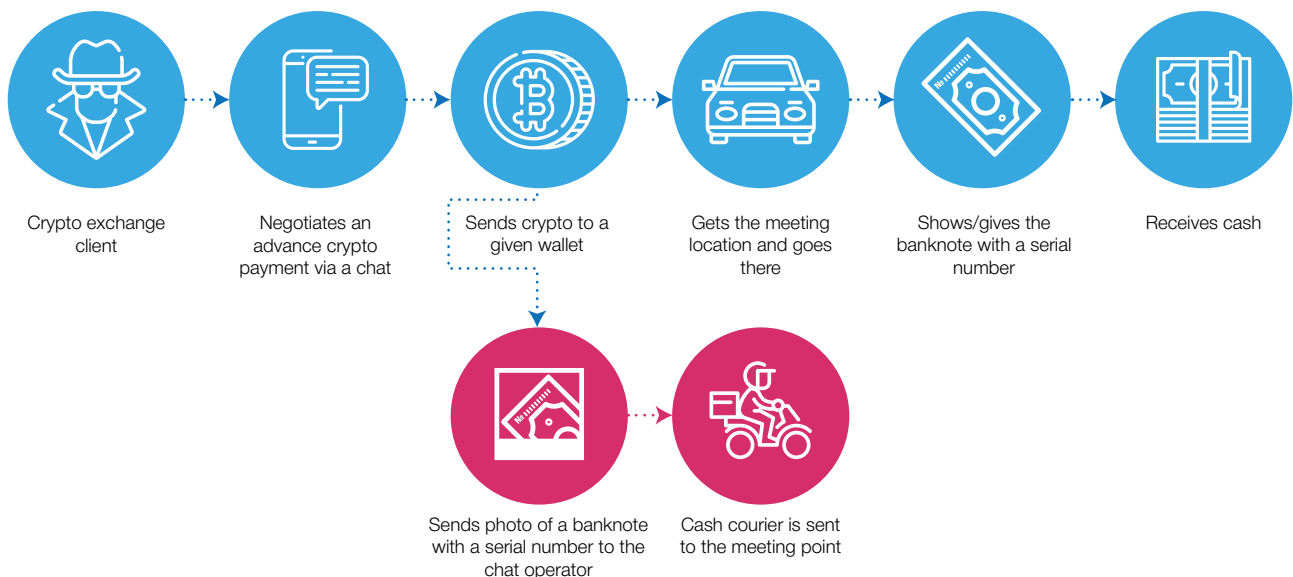 Crypto exchange
client
Negotiates an
advance crypto
payment via a chat
Sends crypto to a
given wallet
Gets the meeting
location and goes
there
Shows/gives the
banknote with a serial
number
Receives cash
Sends photo of a banknote
with a serial number to the
chat operator
Cash courier is sent
to the meeting point